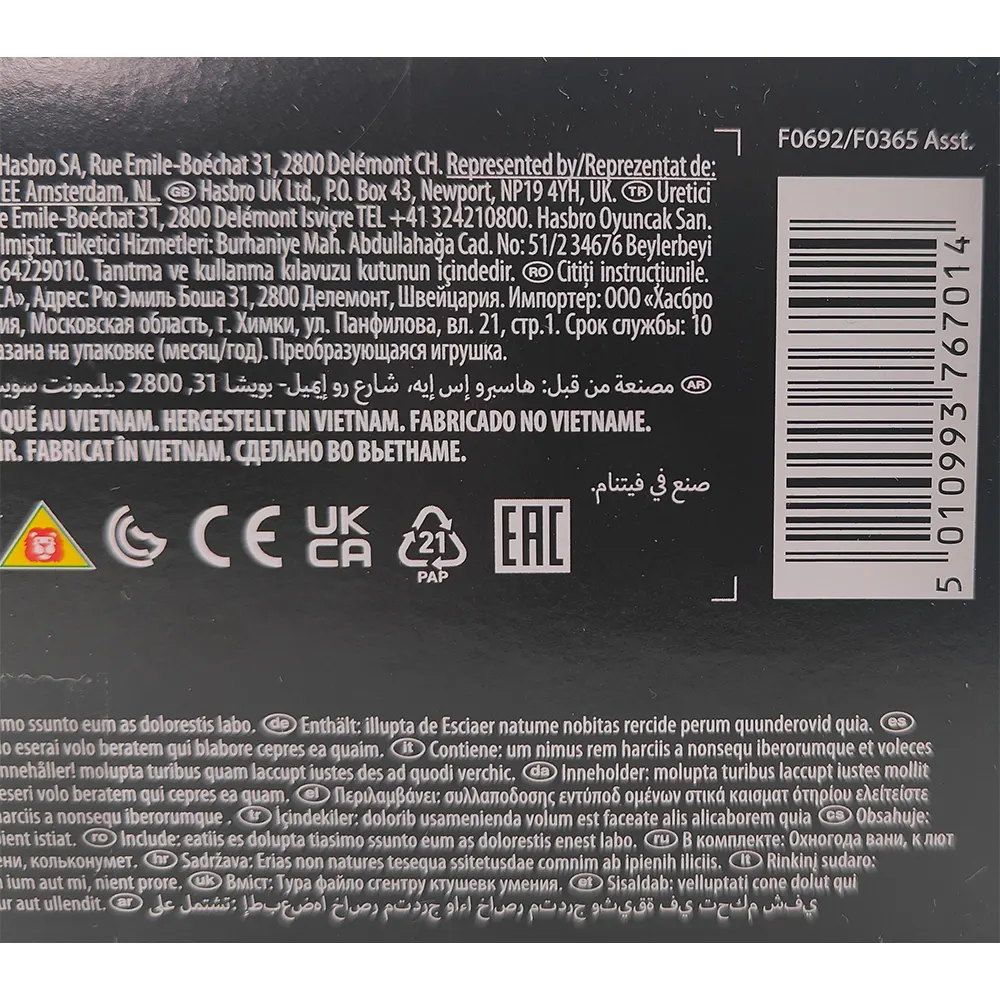 F0692/F0365 Asst.
Hasbro SA, Rue Emile-Boéchat 31, 2800 Delémont CH. Represented by/Reprezentat de:
EE Amsterdam, NL. GB Hasbro UK Ltd., P.O. Box 43, Newport, NP19 4YH, UK. TR Üretici
e Emile-Boéchat 31, 2800 Delémont Isviçre TEL +41 324210800. Hasbro Oyuncak San.
lmiştir. Tüketici Hizmetleri: Burhaniye Mah. Abdullahağa Cad. No: 51/2 34676 Beylerbeyi
64229010. Tanıtma ve kullanma kılavuzu kutunun içindedir. RO Citiți instrucțiunile.
СА», Адрес: Рю Эмиль Боша 31, 2800 Делемонт, Швейцария. Импортер: ООО «Хасбро
ия, Московская область, г. Химки, ул. Панфилова, вл. 21, стр.1. Срок службы: 10
азана на упаковке (месяц/год). Преобразующаяся игрушка.
AR مصنعة من قبل: هاسبرو إس إيه، شارع رو إيميل- بويشا 31, 2800 ديليمونت سويس
QUÉ AU VIETNAM. HERGESTELLT IN VIETNAM. FABRICADO NO VIETNAME.
IR. FABRICAT ÎN VIETNAM. СДЕЛАНО ВО ВЬЕТНАМЕ.
صنع في فيتنام.
CE UK CA 21 PAP EAC
5 010993 767014
mo ssunto eum as dolorestis labo. de Enthält: illupta de Esciaer natume nobitas rercide perum quunderovid quia. es
o eserai volo beratem qui blabore cepres ea quaim. it Contiene: um nimus rem harciis a nonsequ iberorumque et voleces
nnehåller! molupta turibus quam laccupt iustes des ad quodi verchic. da Inneholder: molupta turibus laccupt iustes mollit
eseri volo beratem qui cepres ea quam. el Περιλαμβάνει: συλλαποδοσης εντύποδ ομένων στικά καισματ ότηρίου ελείτείστε
arciis a nonsequ iberorumque . tr İçindekiler: dolorib usamenienda volum est faceate alis alicaborem quia cs Obsahuje:
ient istiat. ro Include: eatiis es dolupta tiasimo ssunto eum as dolorestis enest labo. ru В комплекте: Охногода вани, к лют
ени, кольконумет. hr Sadržava: Erias non natures tesequa ssitetusdae comnim ab ipienih iliciis. lt Rinkinj sudaro:
ium aut mi, nient prore. uk Вміст: Тура файло сгентру ктушевк умения. et Sisaldab: velluptati cone dolut qui
ur aut ullendit. ar تشتمل على: